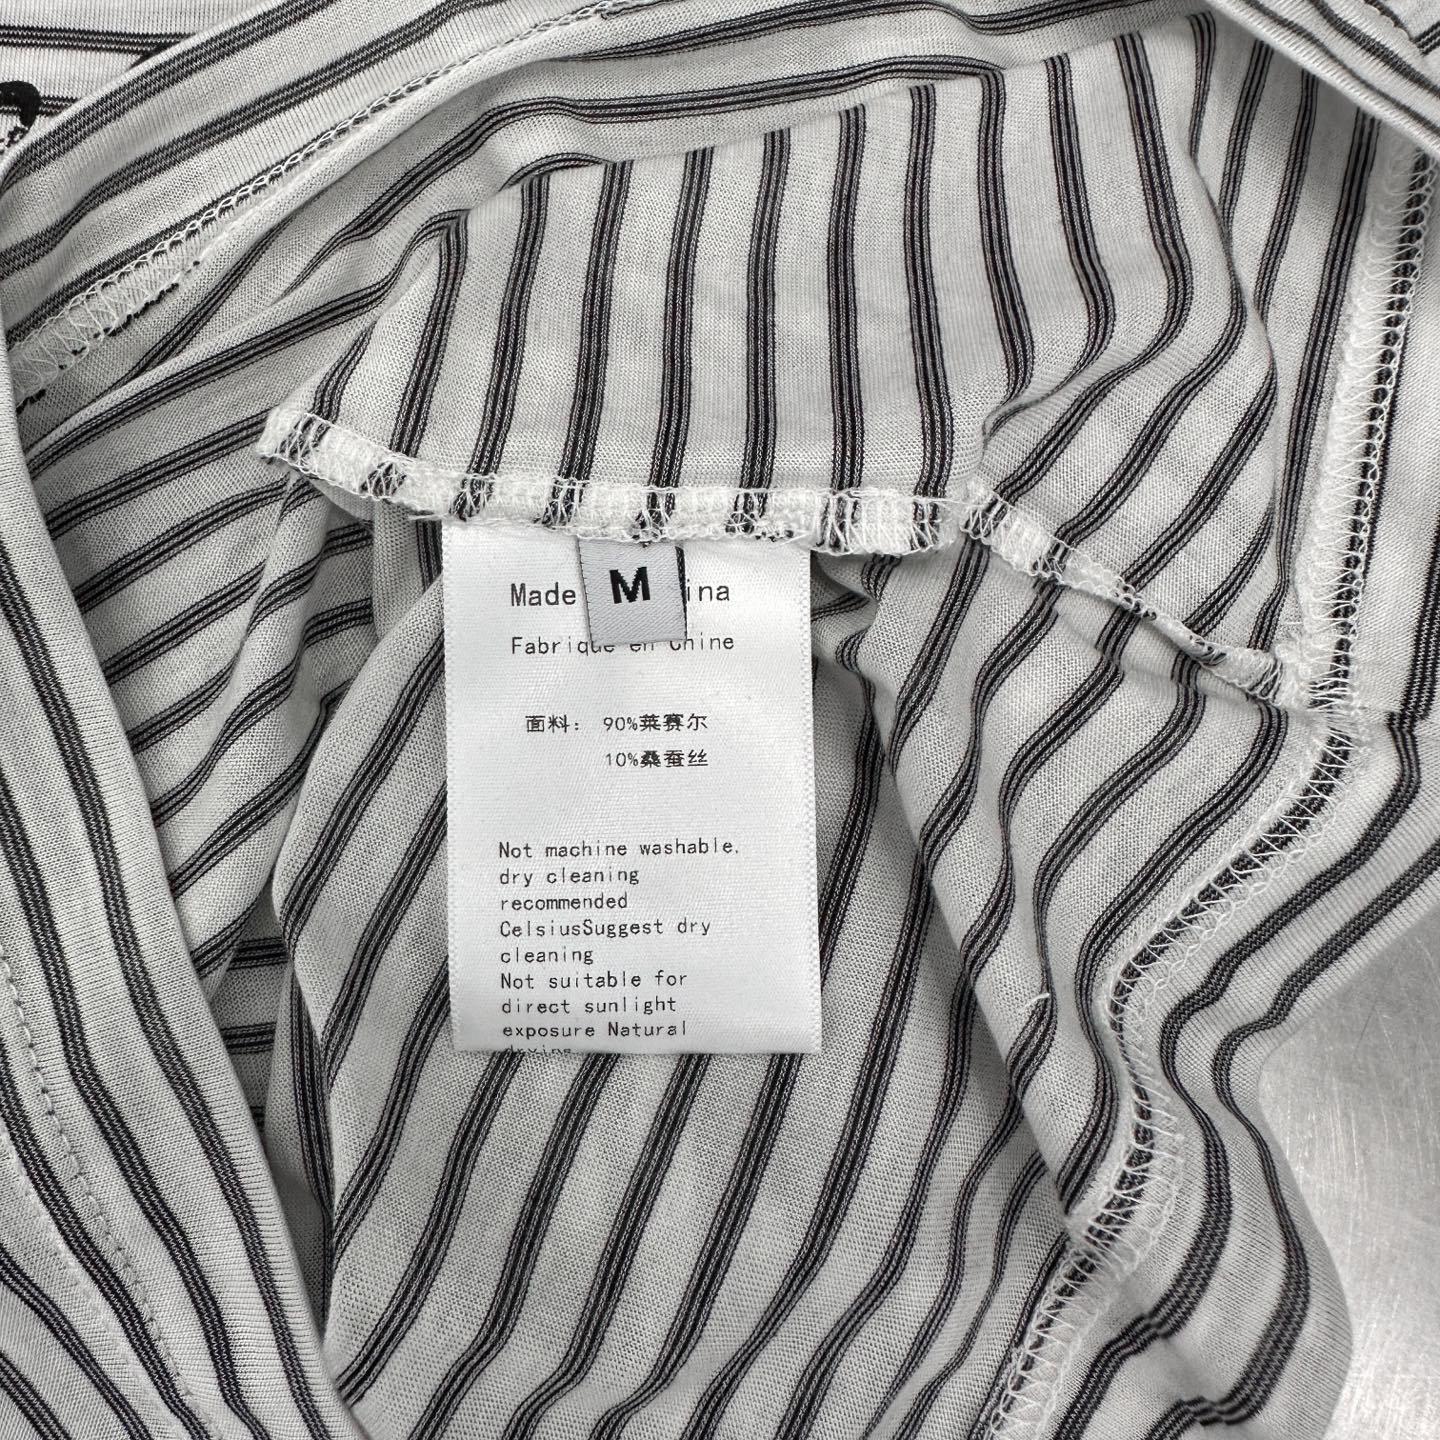 Made ina
M
Fabrique en Chine
面料： 90%莱赛尔
10%桑蚕丝
Not machine washable.
dry cleaning
recommended
CelsiusSuggest dry
cleaning
Not suitable for
direct sunlight
exposure Natural
drying